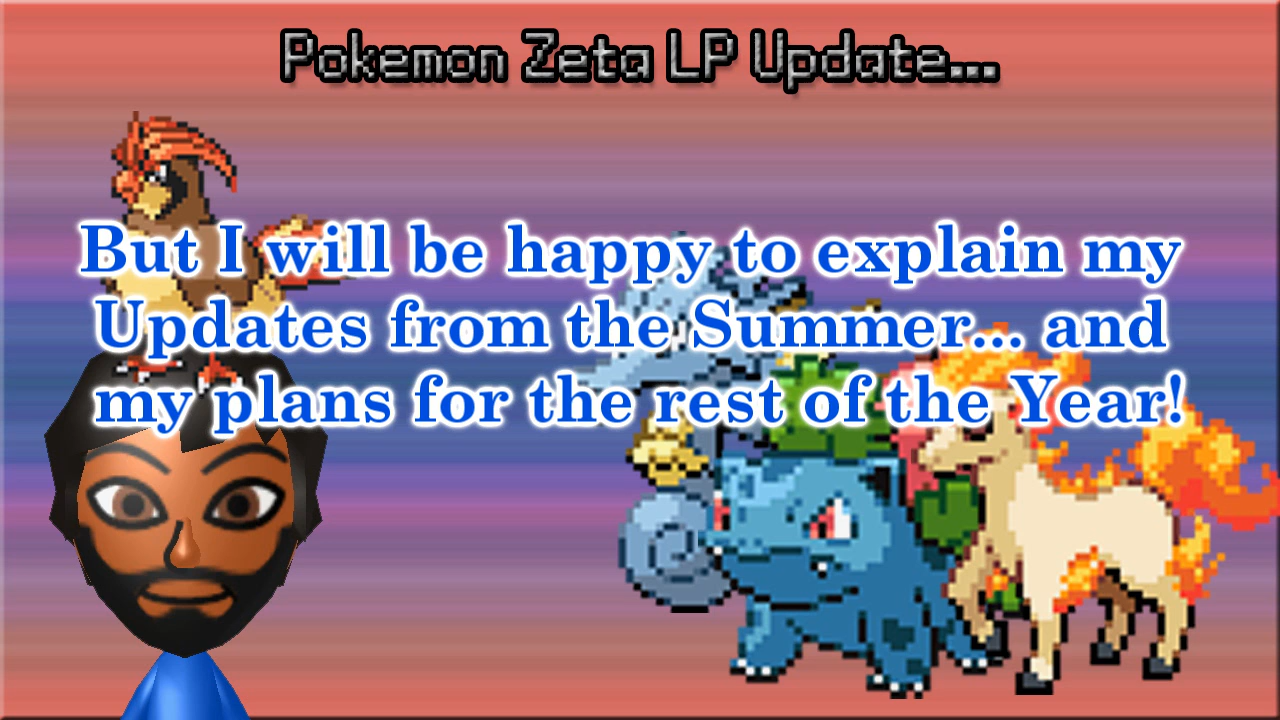 Pokemon Zeta LP Update...
But I will be happy to explain my
Updates from the Summer... and
my plans for the rest of the Year!